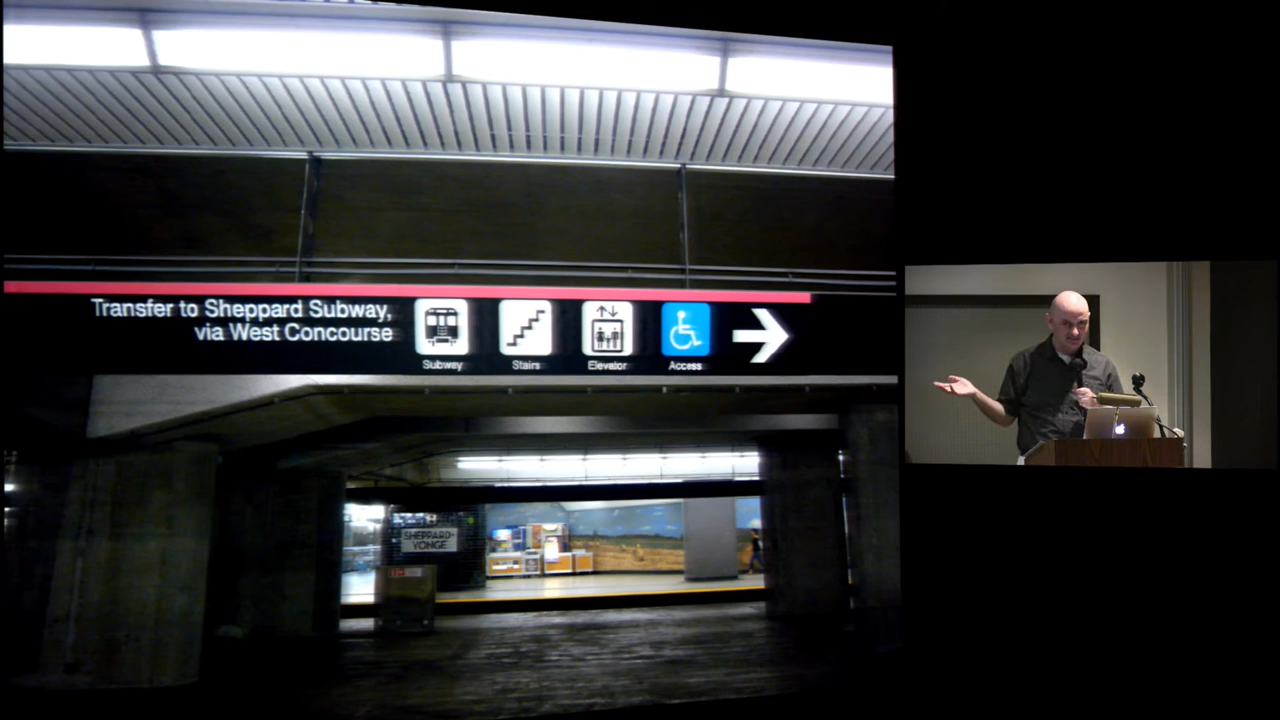 Transfer to Sheppard Subway,
via West Concourse
Subway
Stairs
Elevator
Access
SHEPPARD-
YONGE